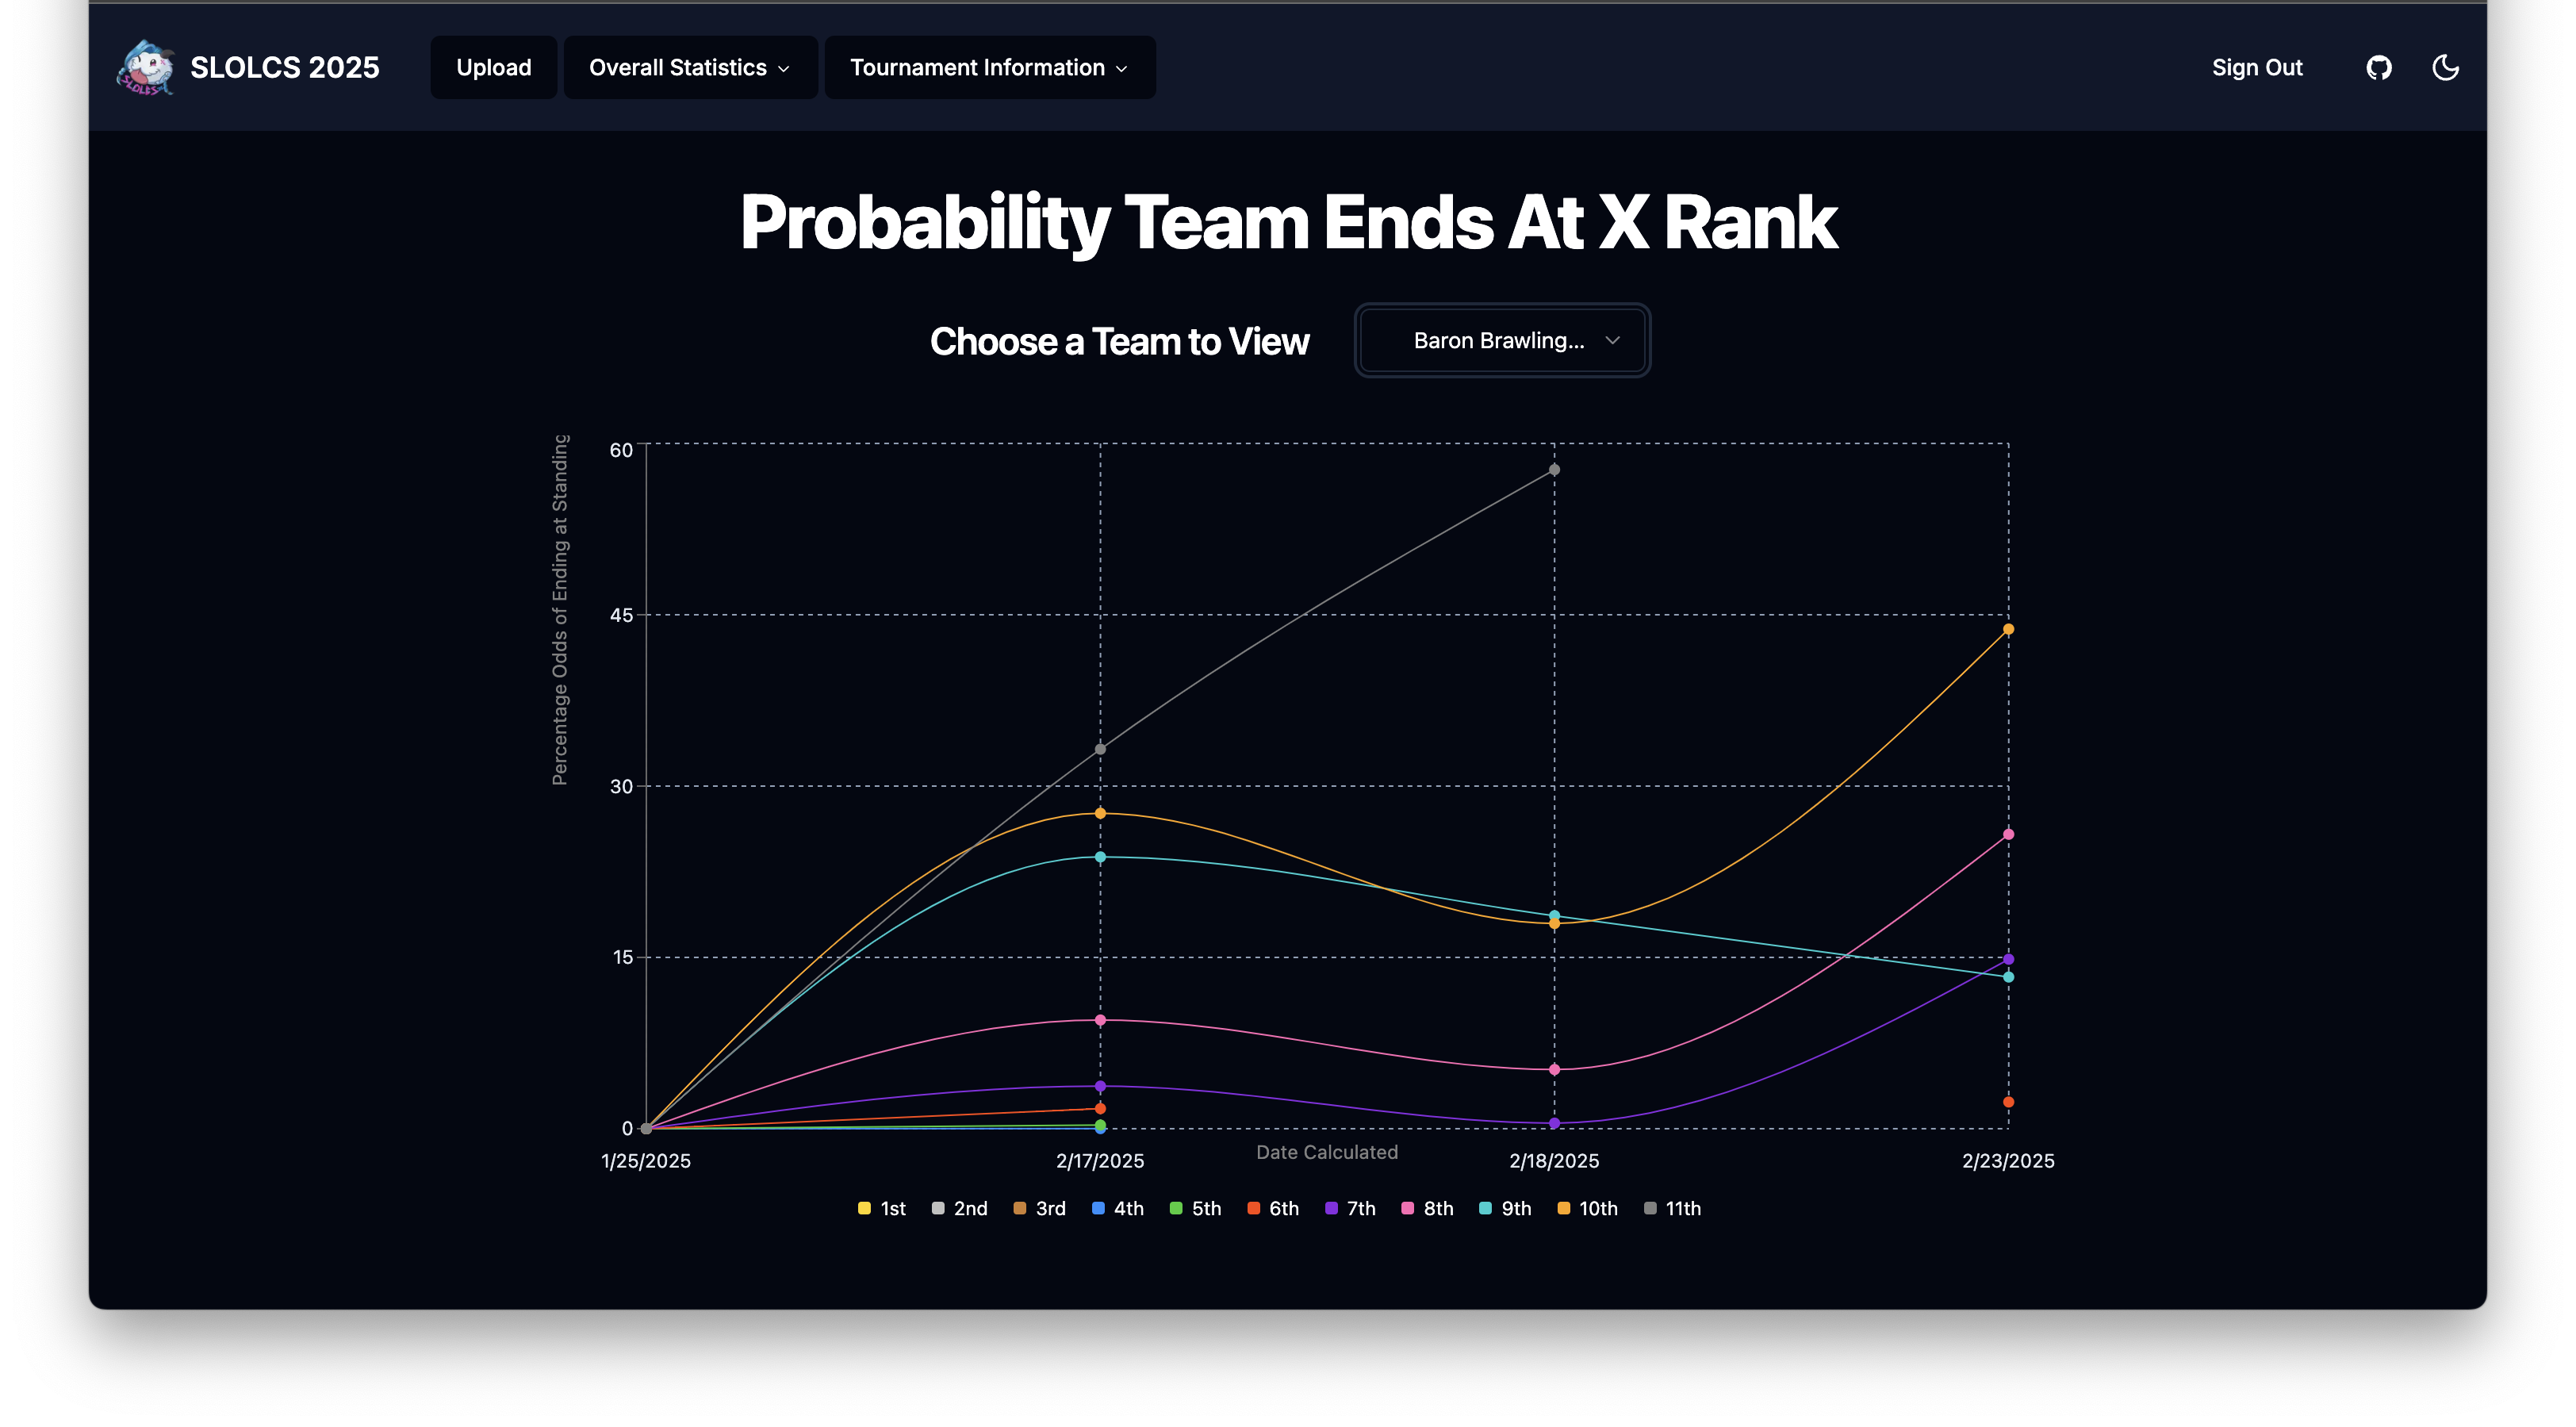 SLOLCS
SLOLCS 2025
Upload
Overall Statistics
Tournament Information
Sign Out
Probability Team Ends At X Rank
Choose a Team to View
Baron Brawling...
Percentage Odds of Ending at Standing
60
45
30
15
0
1/25/2025
2/17/2025
2/18/2025
2/23/2025
Date Calculated
1st
2nd
3rd
4th
5th
6th
7th
8th
9th
10th
11th